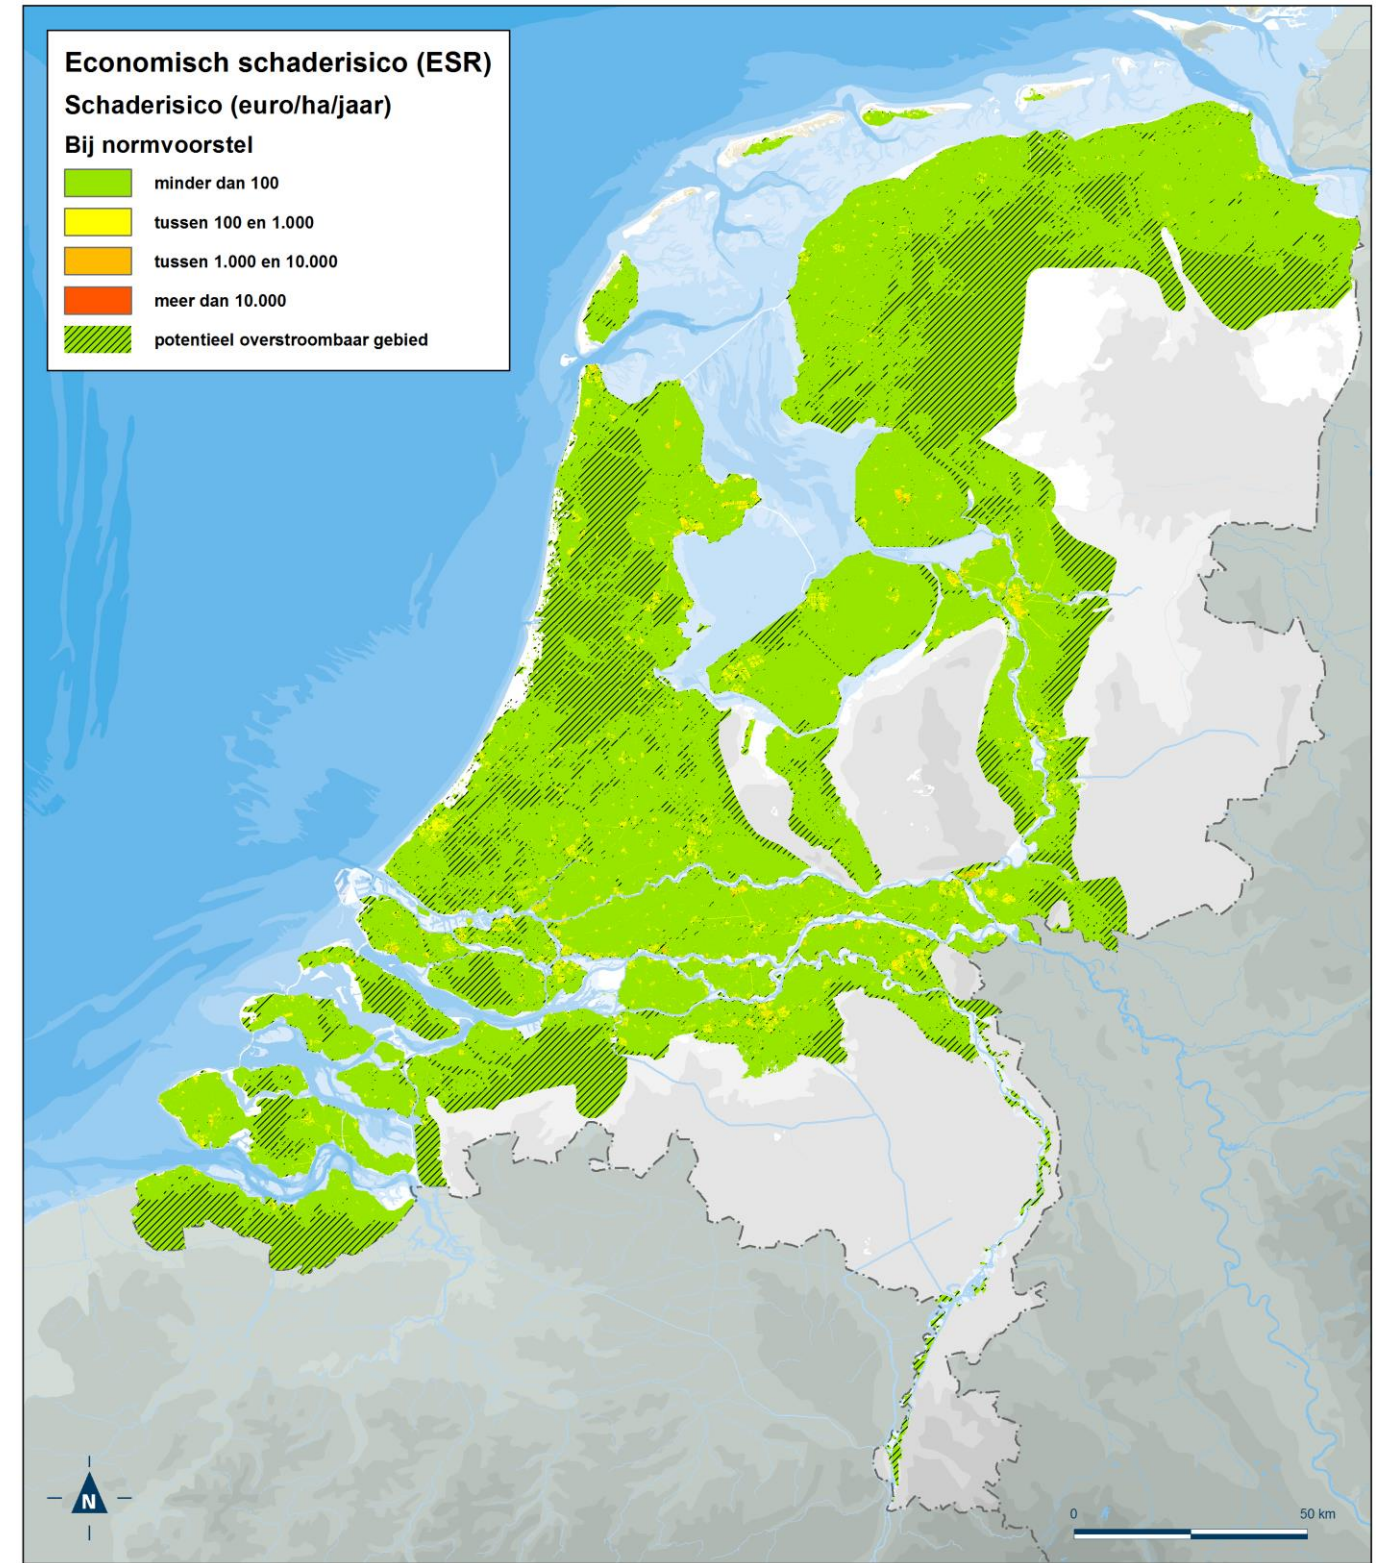 Economisch schaderisico (ESR)
Schaderisico (euro/ha/jaar)
Bij normvoorstel
minder dan 100
tussen 100 en 1.000
tussen 1.000 en 10.000
meer dan 10.000
potentieel overstroombaar gebied
N
0 50 km